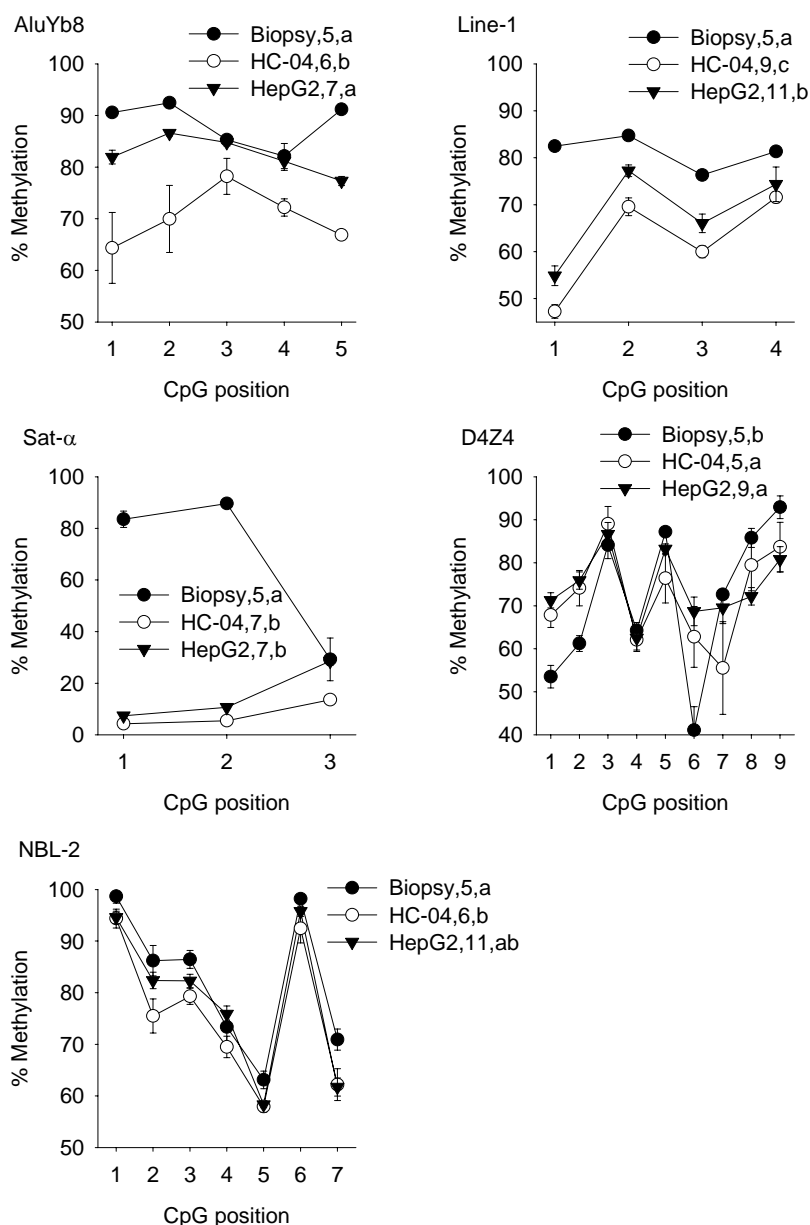 AluYb8
Biopsy,5,a
HC-04,6,b
HepG2,7,a
100
90
80
70
60
50
% Methylation
1 2 3 4 5
CpG position
Line-1
Biopsy,5,a
HC-04,9,c
HepG2,11,b
100
90
80
70
60
50
% Methylation
1 2 3 4
CpG position
Sat-α
100
80
60
40
20
0
% Methylation
Biopsy,5,a
HC-04,7,b
HepG2,7,b
1 2 3
CpG position
D4Z4
Biopsy,5,b
HC-04,5,a
HepG2,9,a
100
90
80
70
60
50
40
% Methylation
1 2 3 4 5 6 7 8 9
CpG position
NBL-2
Biopsy,5,a
HC-04,6,b
HepG2,11,ab
100
90
80
70
60
50
% Methylation
1 2 3 4 5 6 7
CpG position